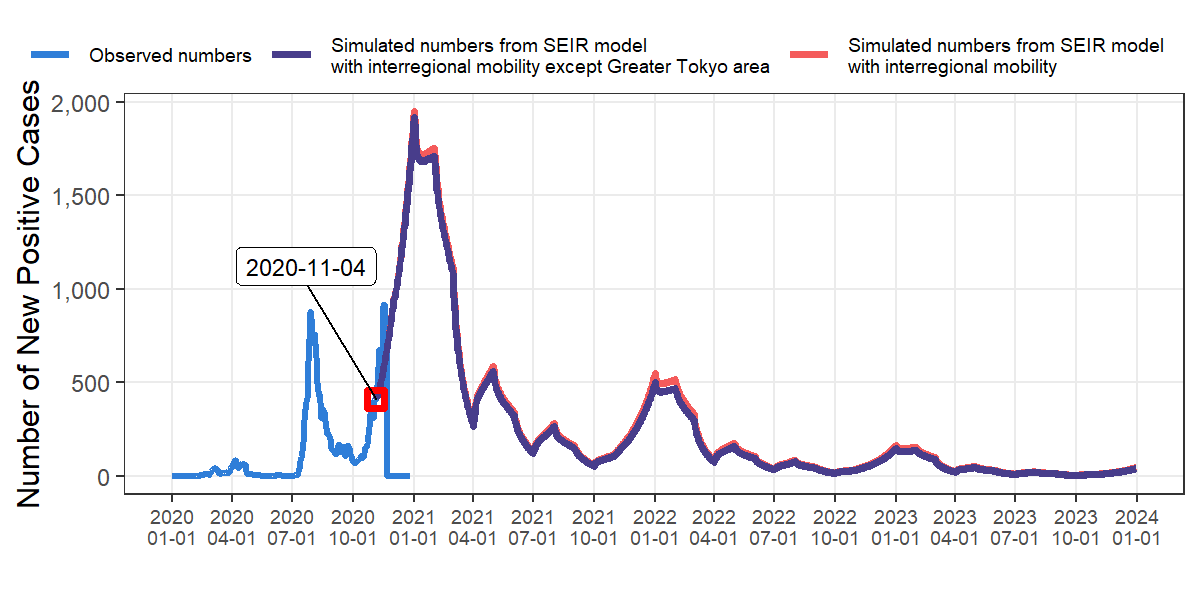 Observed numbers
Simulated numbers from SEIR model
with interregional mobility except Greater Tokyo area
Simulated numbers from SEIR model
with interregional mobility
Number of New Positive Cases
2,000
1,500
1,000
500
0
2020-11-04
2020 2020 2020 2020 2021 2021 2021 2021 2022 2022 2022 2022 2023 2023 2023 2023 2024
01-01 04-01 07-01 10-01 01-01 04-01 07-01 10-01 01-01 04-01 07-01 10-01 01-01 04-01 07-01 10-01 01-01